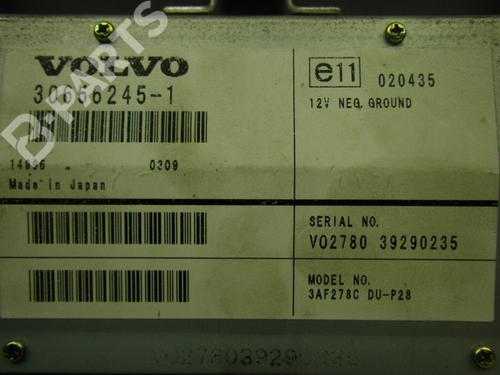 VOLVO
30656245-1
e11 020435
12V NEG. GROUND
0309
Made in Japan
SERIAL NO.
VO2780 39290235
MODEL NO.
3AF278C DU-P28
B-PARTS